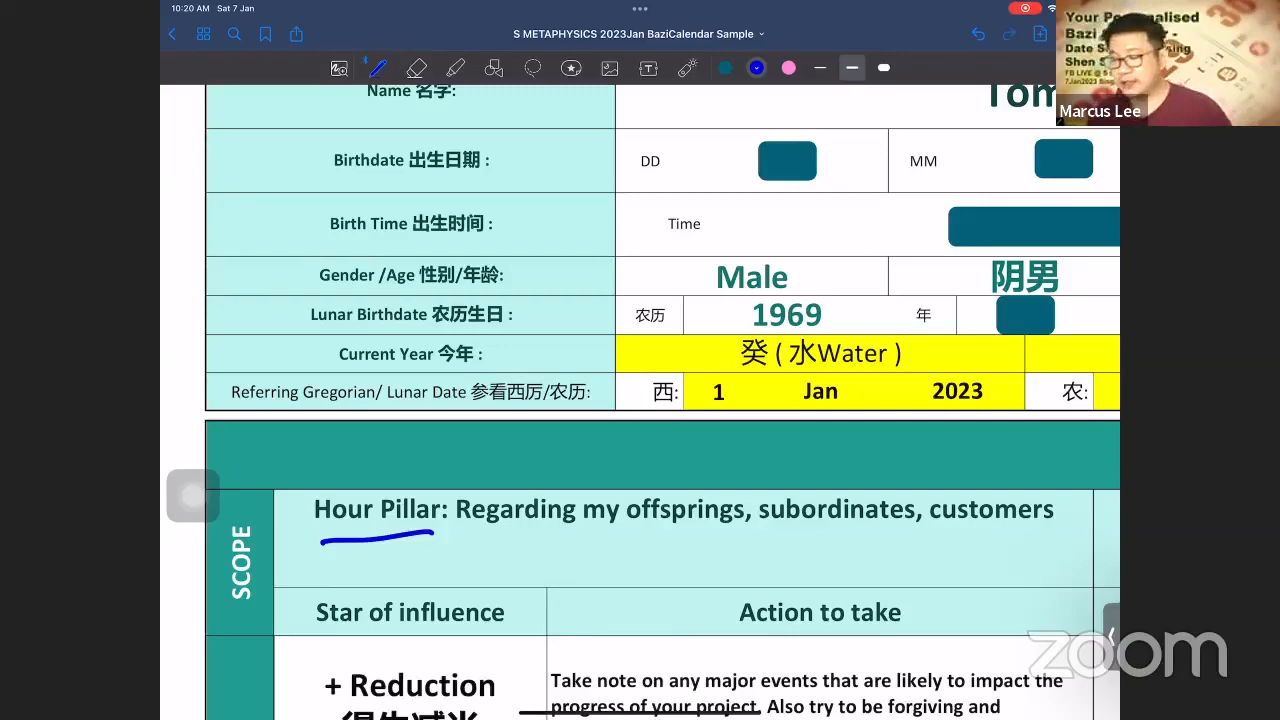 10:20 AM Sat 7 Jan
S METAPHYSICS 2023Jan BaziCalendar Sample
Your Personalised
Bazi
Date
Shen
FB LIVE @
7Jan2023
Marcus Lee
Name 名字:
Tom
Birthdate 出生日期 :
DD
MM
Birth Time 出生时间 :
Time
Gender /Age 性别/年龄:
Male
阴男
Lunar Birthdate 农历生日 :
农历
1969
年
Current Year 今年 :
癸 ( 水Water )
Referring Gregorian/ Lunar Date 参看西历/农历:
西:
1 Jan 2023
农:
SCOPE
Hour Pillar: Regarding my offsprings, subordinates, customers
Star of influence
Action to take
+ Reduction
Take note on any major events that are likely to impact the
progress of your project. Also try to be forgiving and
zoom